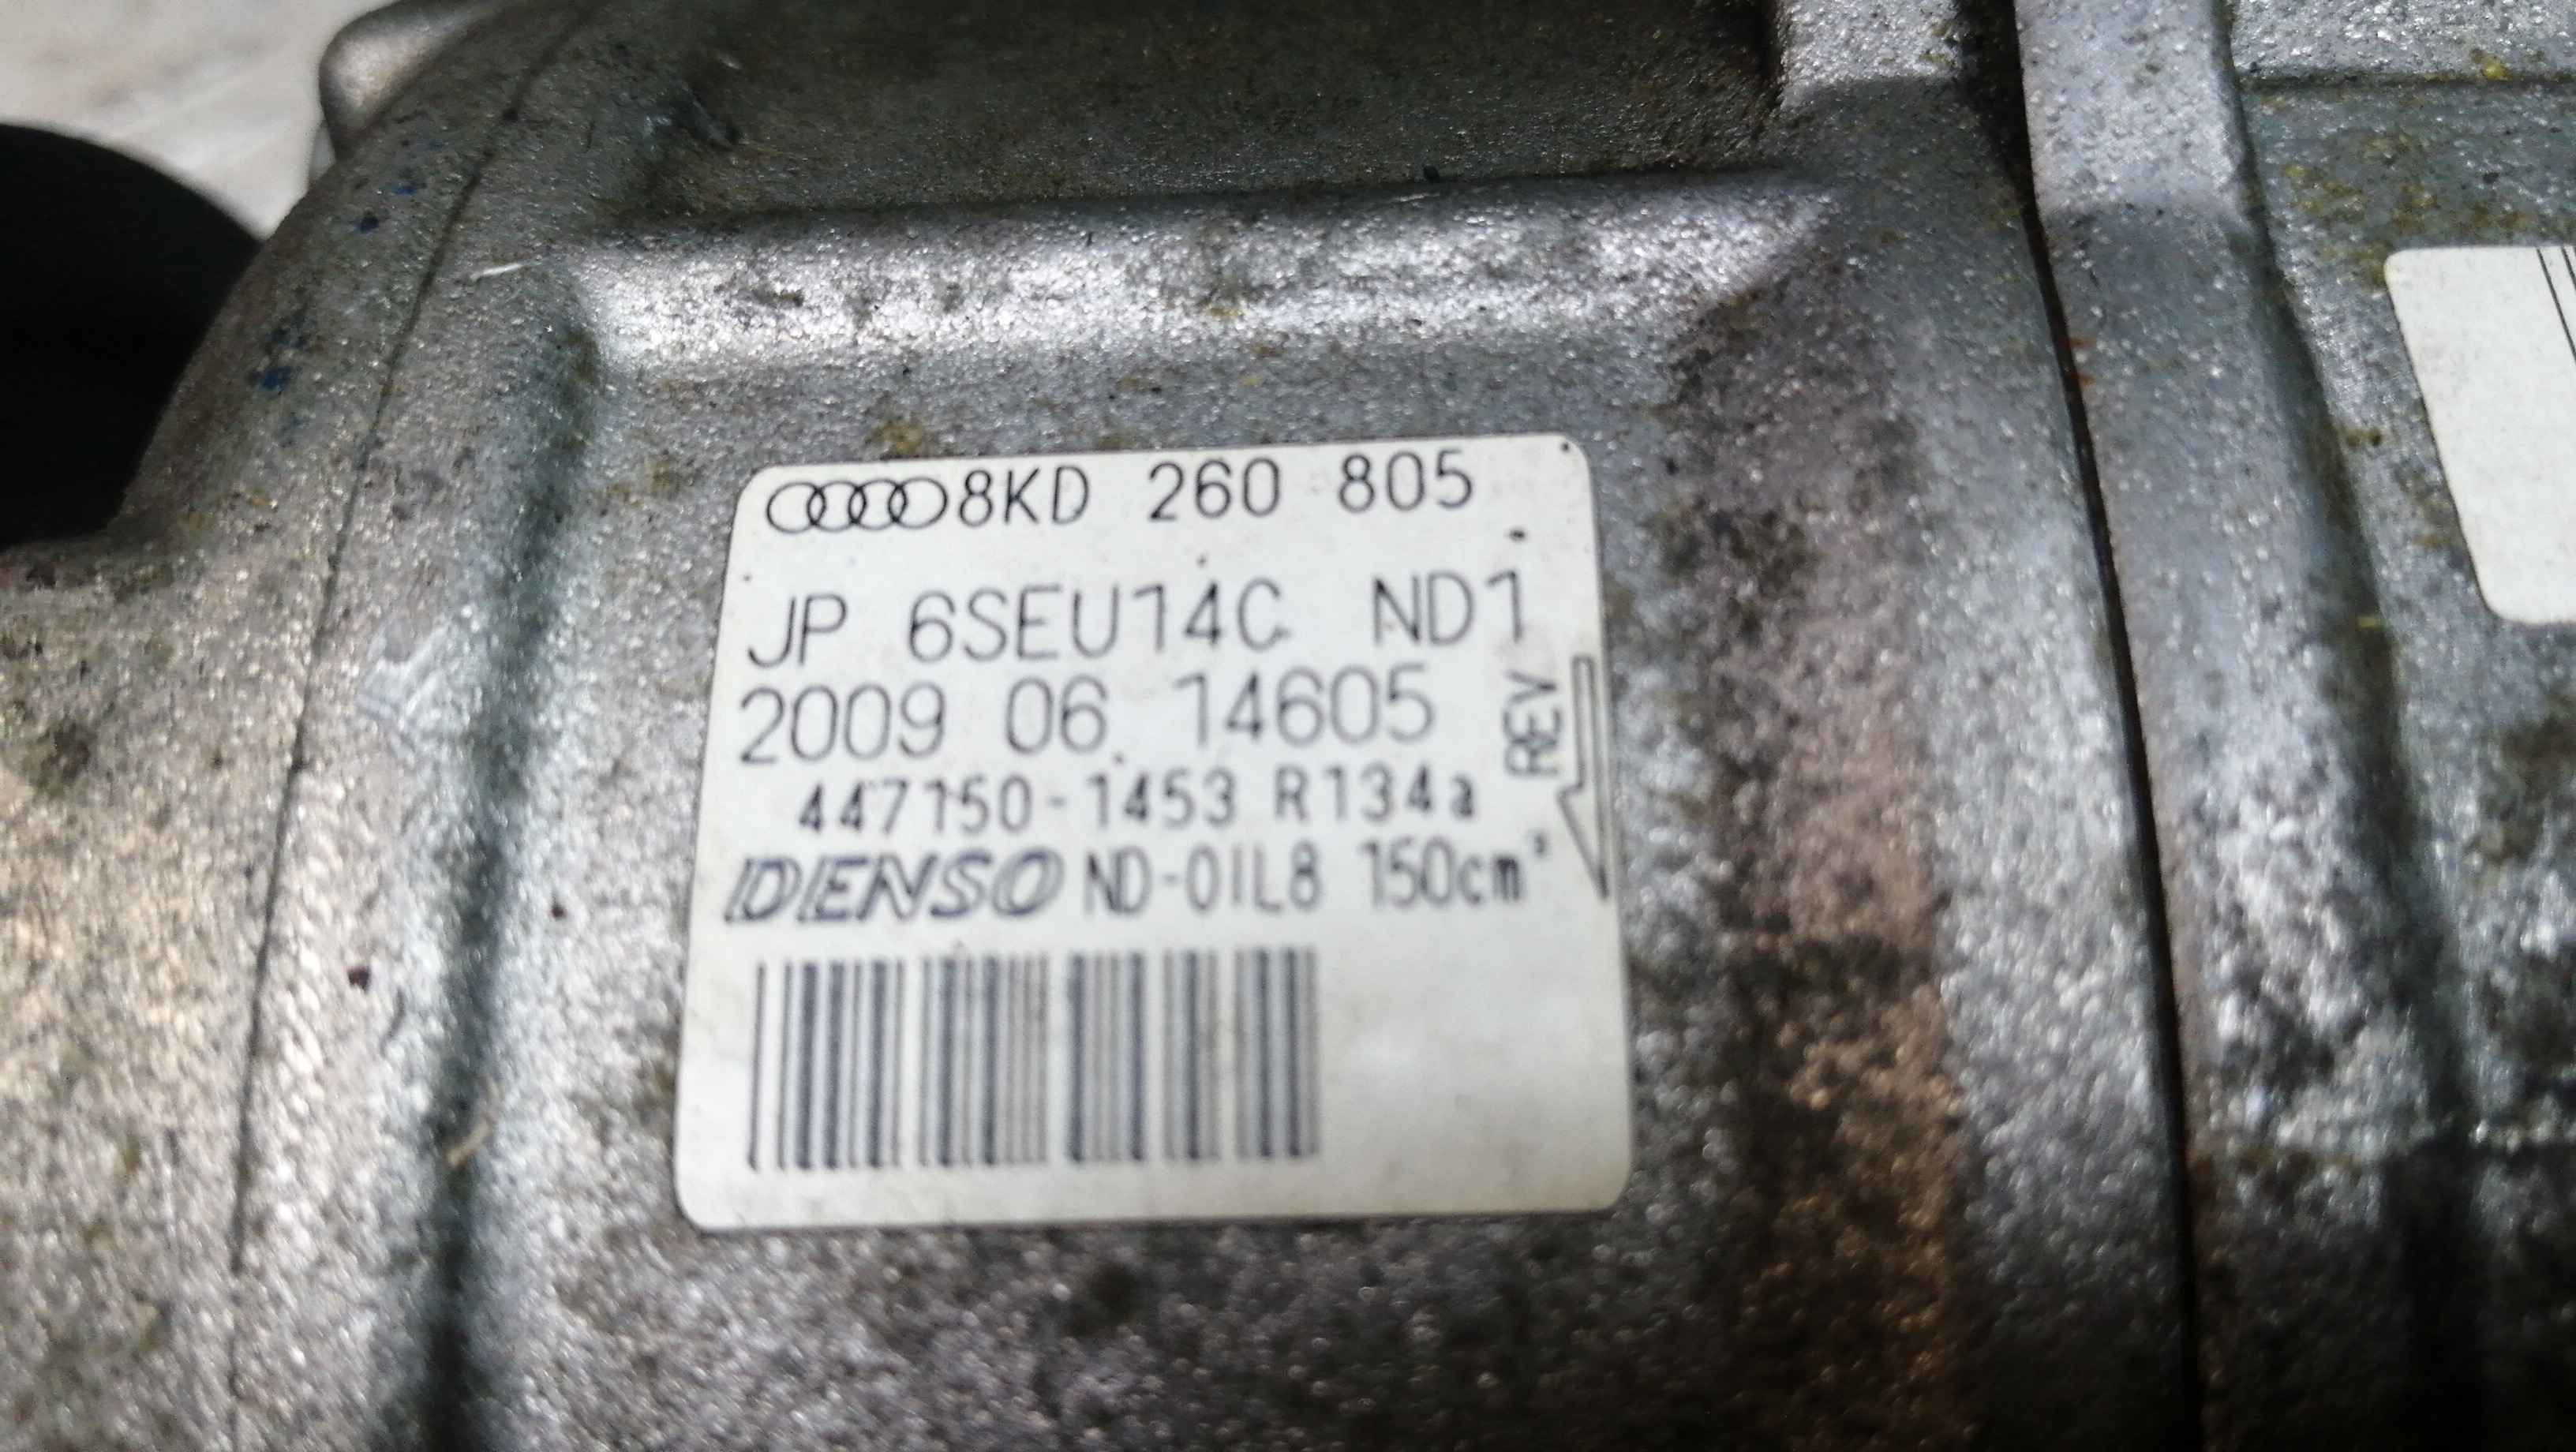 8KD 260 805
JP 6SEU14C ND1
2009 06 14605
REV
447150-1453 R134a
DENSO ND-OIL8 150cm³